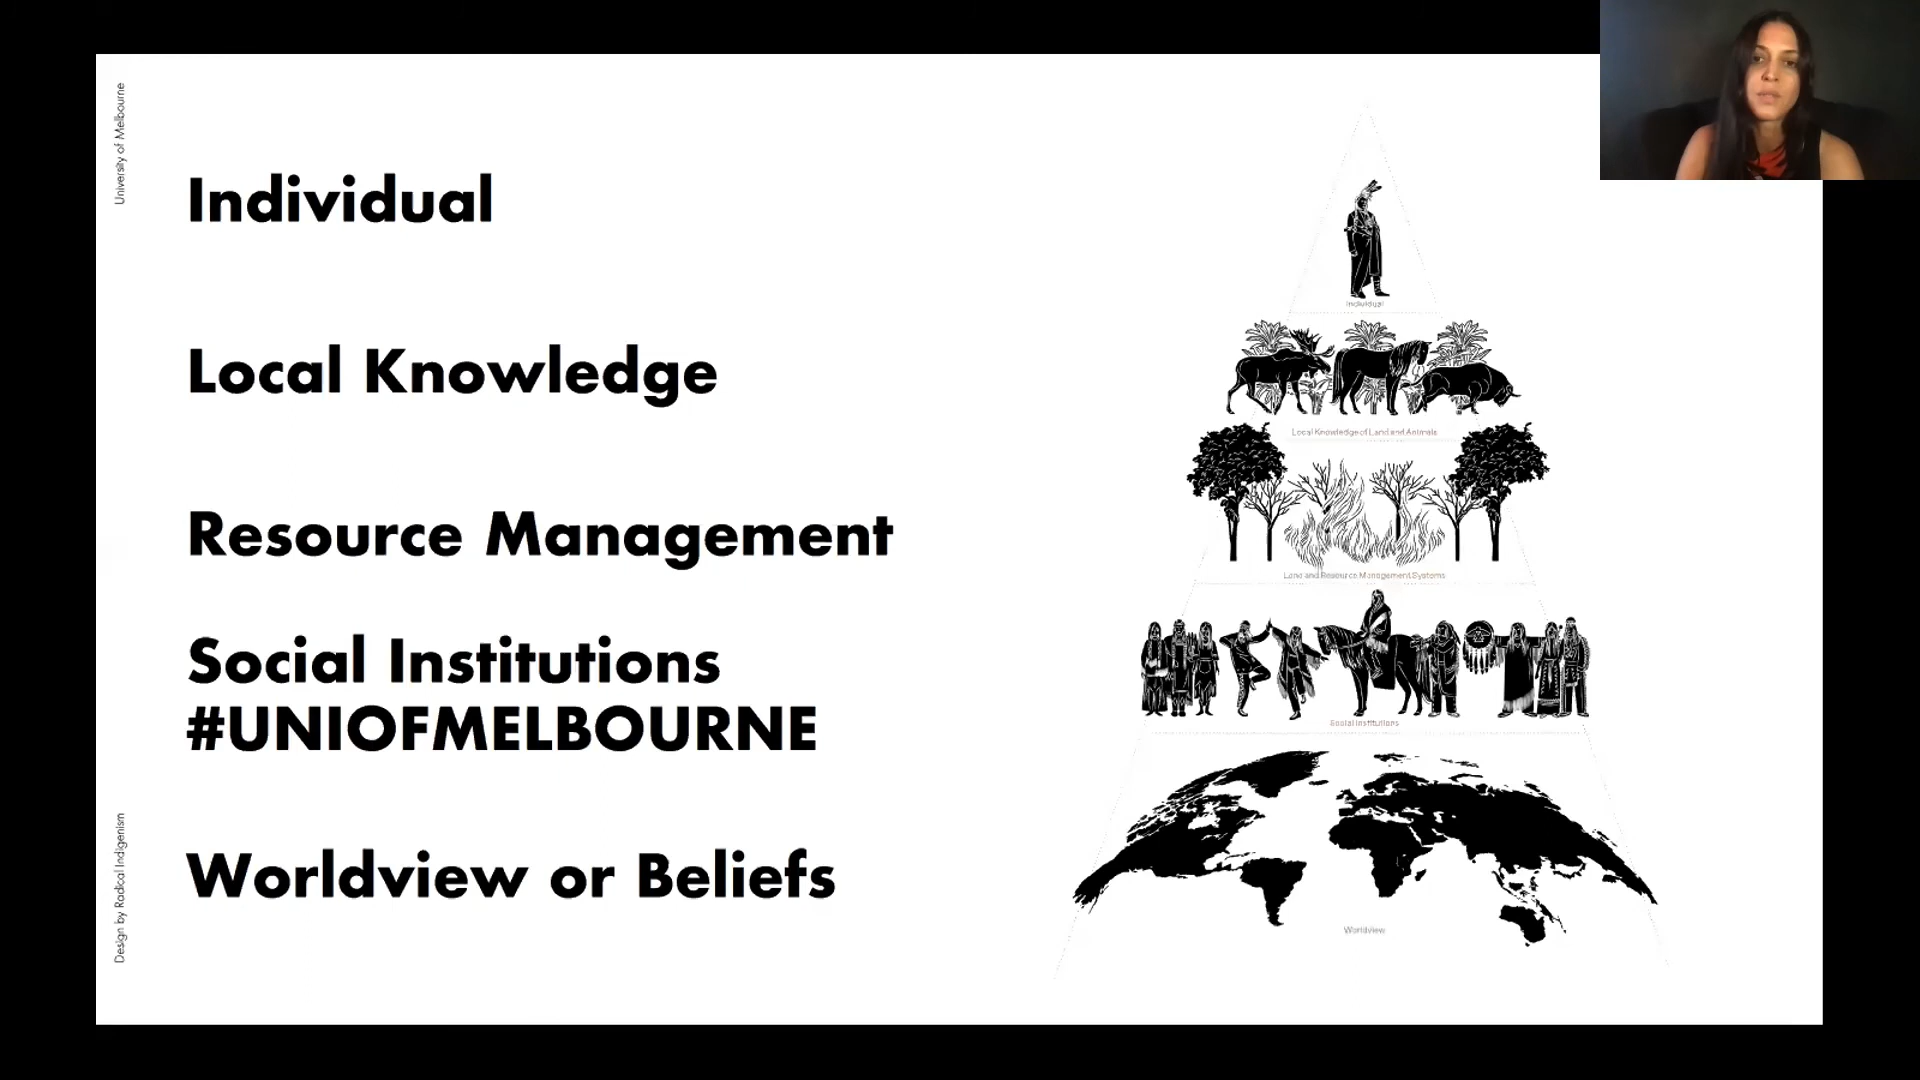 University of Melbourne
Individual
Local Knowledge
Resource Management
Social Institutions
#UNIOFMELBOURNE
Worldview or Beliefs
Design by Radical Indigenism
Individual
Local Knowledge of Land and Animals
Land and Resource Management Systems
Social Institutions
Worldview